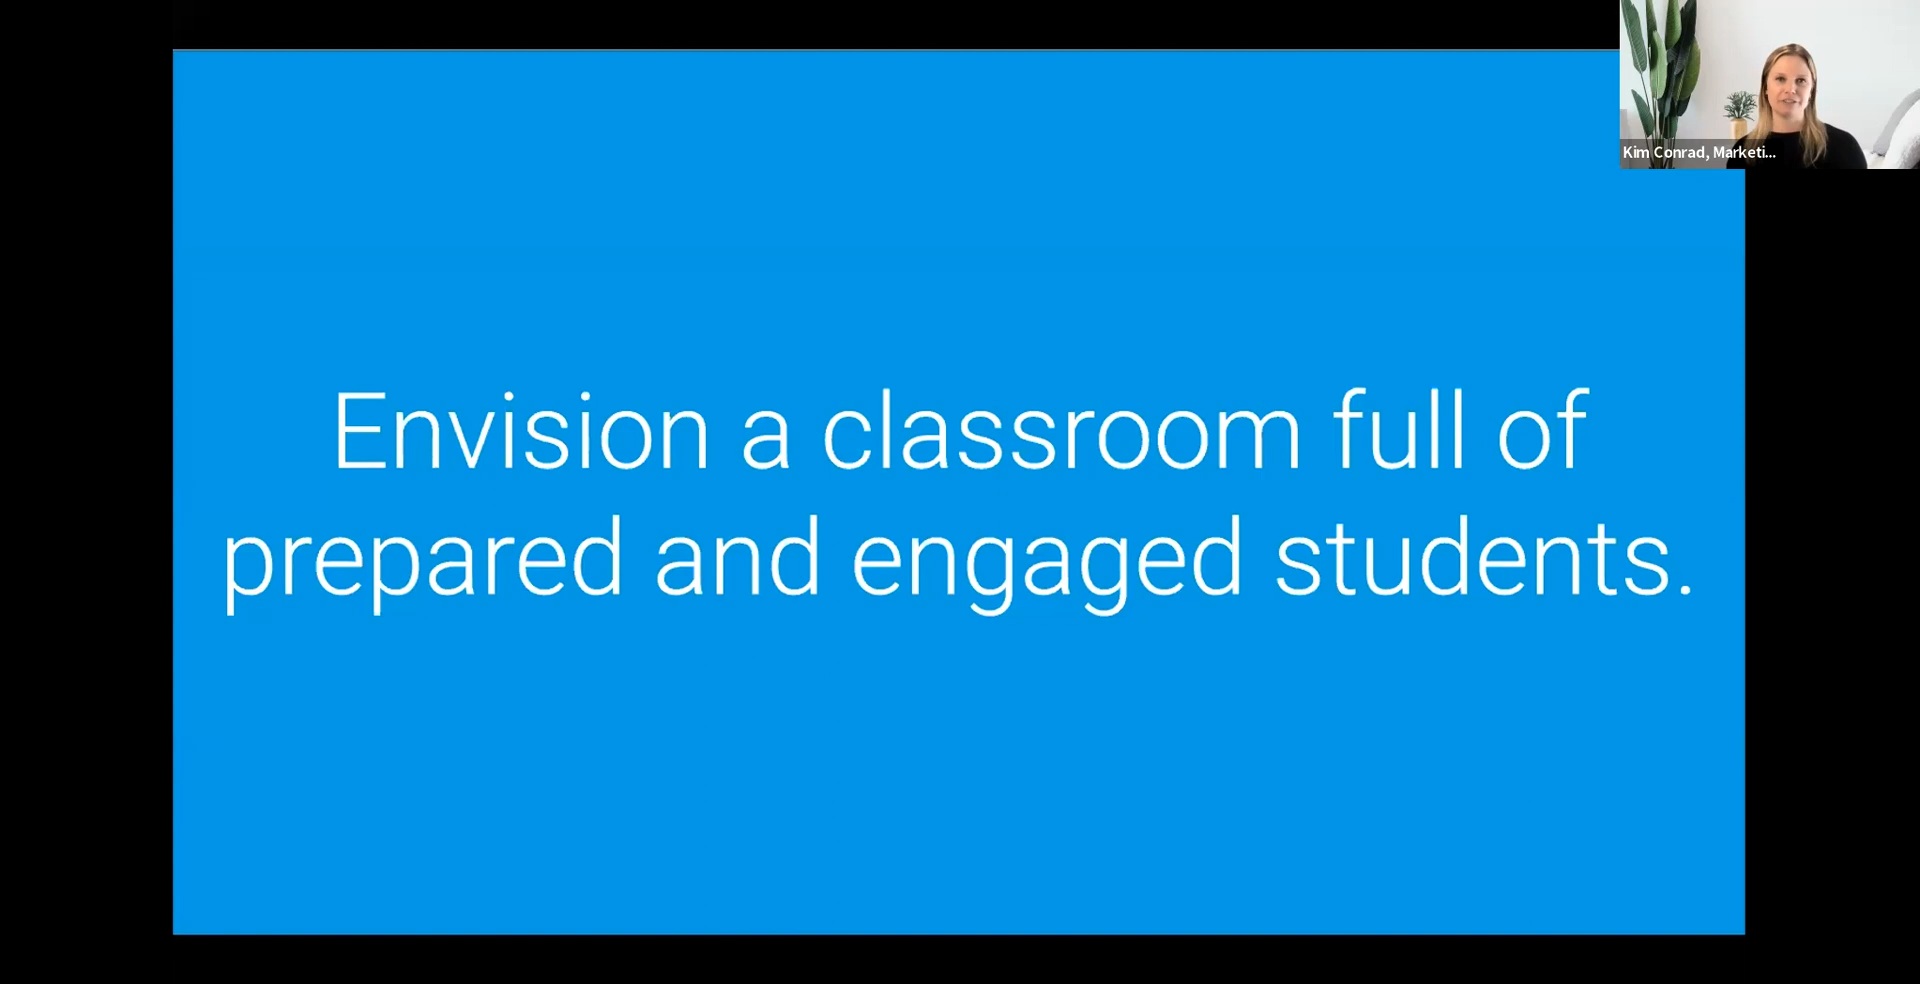 Kim Conrad, Marketi...
Envision a classroom full of
prepared and engaged students.